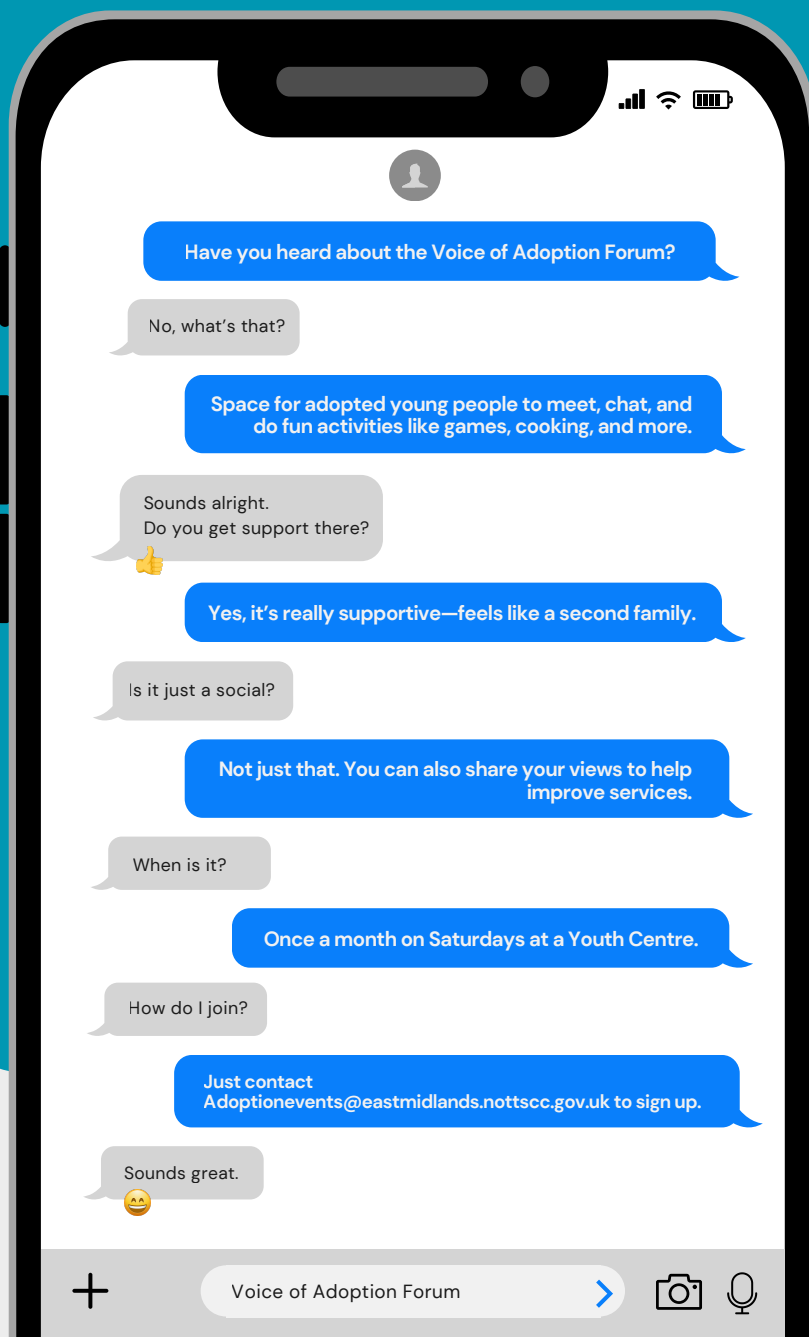 Have you heard about the Voice of Adoption Forum?
No, what’s that?
Space for adopted young people to meet, chat, and
do fun activities like games, cooking, and more.
Sounds alright.
Do you get support there?
👍
Yes, it’s really supportive—feels like a second family.
Is it just a social?
Not just that. You can also share your views to help
improve services.
When is it?
Once a month on Saturdays at a Youth Centre.
How do I join?
Just contact
Adoptionevents@eastmidlands.nottscc.gov.uk to sign up.
Sounds great.
😄
Voice of Adoption Forum